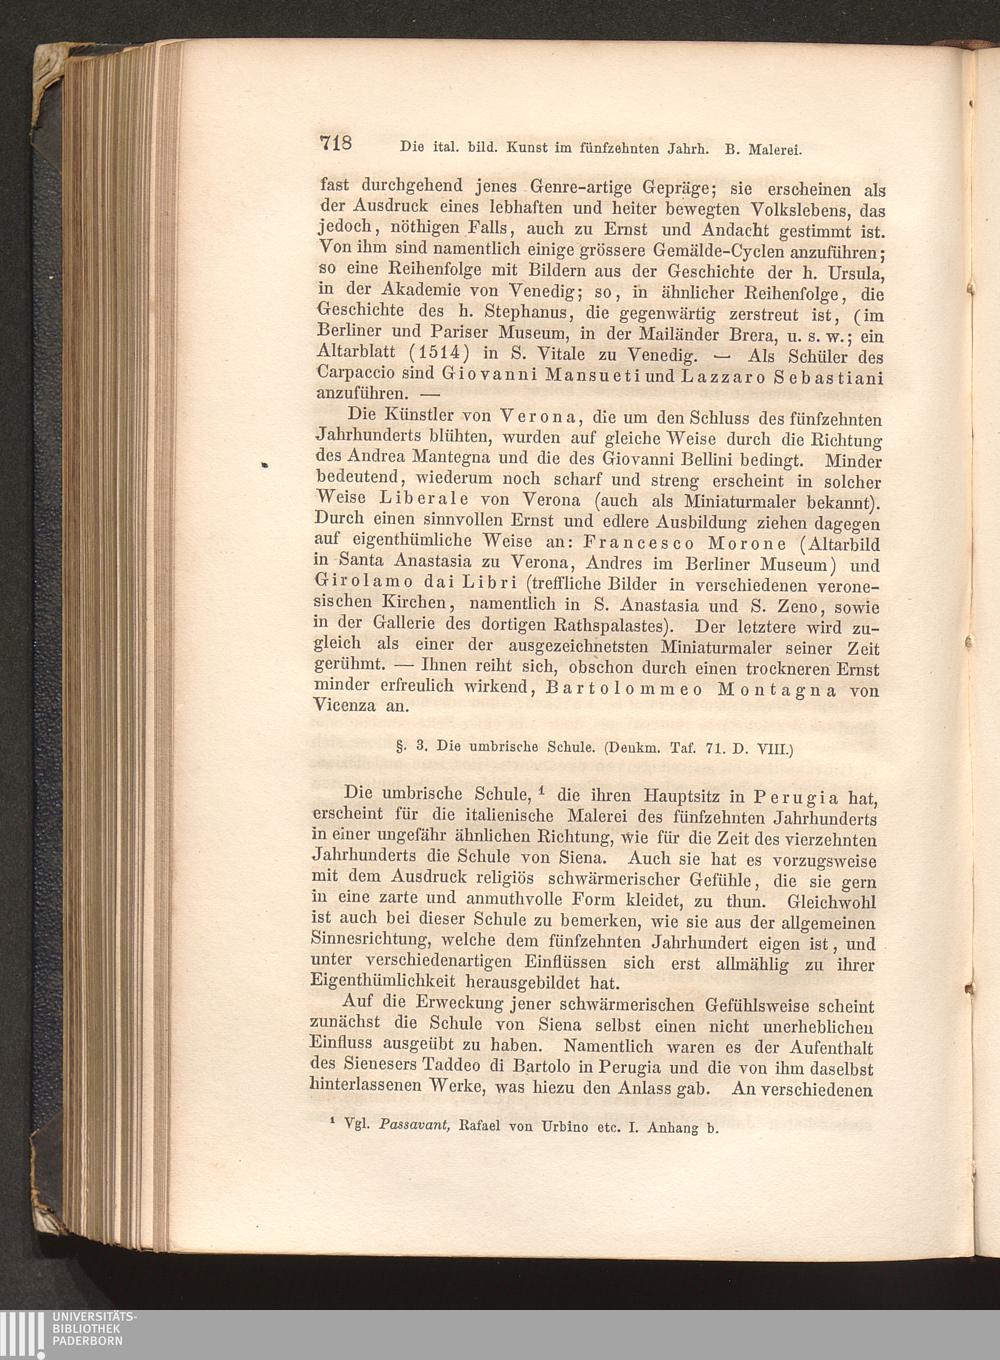 718 Die ital. bild. Kunst im fünfzehnten Jahrh. B. Malerei.
fast durchgehend jenes Genre-artige Gepräge; sie erscheinen als
der Ausdruck eines lebhaften und heiter bewegten Volkslebens, das
jedoch, nöthigen Falls, auch zu Ernst und Andacht gestimmt ist.
Von ihm sind namentlich einige grössere Gemälde-Cyclen anzuführen;
so eine Reihenfolge mit Bildern aus der Geschichte der h. Ursula,
in der Akademie von Venedig; so, in ähnlicher Reihenfolge, die
Geschichte des h. Stephanus, die gegenwärtig zerstreut ist, (im
Berliner und Pariser Museum, in der Mailänder Brera, u. s. w.; ein
Altarblatt (1514) in S. Vitale zu Venedig. — Als Schüler des
Carpaccio sind Giovanni Mansueti und Lazzaro Sebastiani
anzuführen. —
Die Künstler von Verona, die um den Schluss des fünfzehnten
Jahrhunderts blühten, wurden auf gleiche Weise durch die Richtung
des Andrea Mantegna und die des Giovanni Bellini bedingt. Minder
bedeutend, wiederum noch scharf und streng erscheint in solcher
Weise Liberale von Verona (auch als Miniaturmaler bekannt).
Durch einen sinnvollen Ernst und edlere Ausbildung ziehen dagegen
auf eigenthümliche Weise an: Francesco Morone (Altarbild
in Santa Anastasia zu Verona, Andres im Berliner Museum) und
Girolamo dai Libri (treffliche Bilder in verschiedenen verone-
sischen Kirchen, namentlich in S. Anastasia und S. Zeno, sowie
in der Gallerie des dortigen Rathspalastes). Der letztere wird zu-
gleich als einer der ausgezeichnetsten Miniaturmaler seiner Zeit
gerühmt. — Ihnen reiht sich, obschon durch einen trockneren Ernst
minder erfreulich wirkend, Bartolommeo Montagna von
Vicenza an.
§. 3. Die umbrische Schule. (Denkm. Taf. 71. D. VIII.)
Die umbrische Schule, ¹ die ihren Hauptsitz in Perugia hat,
erscheint für die italienische Malerei des fünfzehnten Jahrhunderts
in einer ungefähr ähnlichen Richtung, wie für die Zeit des vierzehnten
Jahrhunderts die Schule von Siena. Auch sie hat es vorzugsweise
mit dem Ausdruck religiös schwärmerischer Gefühle, die sie gern
in eine zarte und anmuthvolle Form kleidet, zu thun. Gleichwohl
ist auch bei dieser Schule zu bemerken, wie sie aus der allgemeinen
Sinnesrichtung, welche dem fünfzehnten Jahrhundert eigen ist, und
unter verschiedenartigen Einflüssen sich erst allmählig zu ihrer
Eigenthümlichkeit herausgebildet hat.
Auf die Erweckung jener schwärmerischen Gefühlsweise scheint
zunächst die Schule von Siena selbst einen nicht unerheblichen
Einfluss ausgeübt zu haben. Namentlich waren es der Aufenthalt
des Sienesers Taddeo di Bartolo in Perugia und die von ihm daselbst
hinterlassenen Werke, was hiezu den Anlass gab. An verschiedenen
¹ Vgl. Passavant, Rafael von Urbino etc. I. Anhang b.
UNIVERSITÄTS-
BIBLIOTHEK
PADERBORN